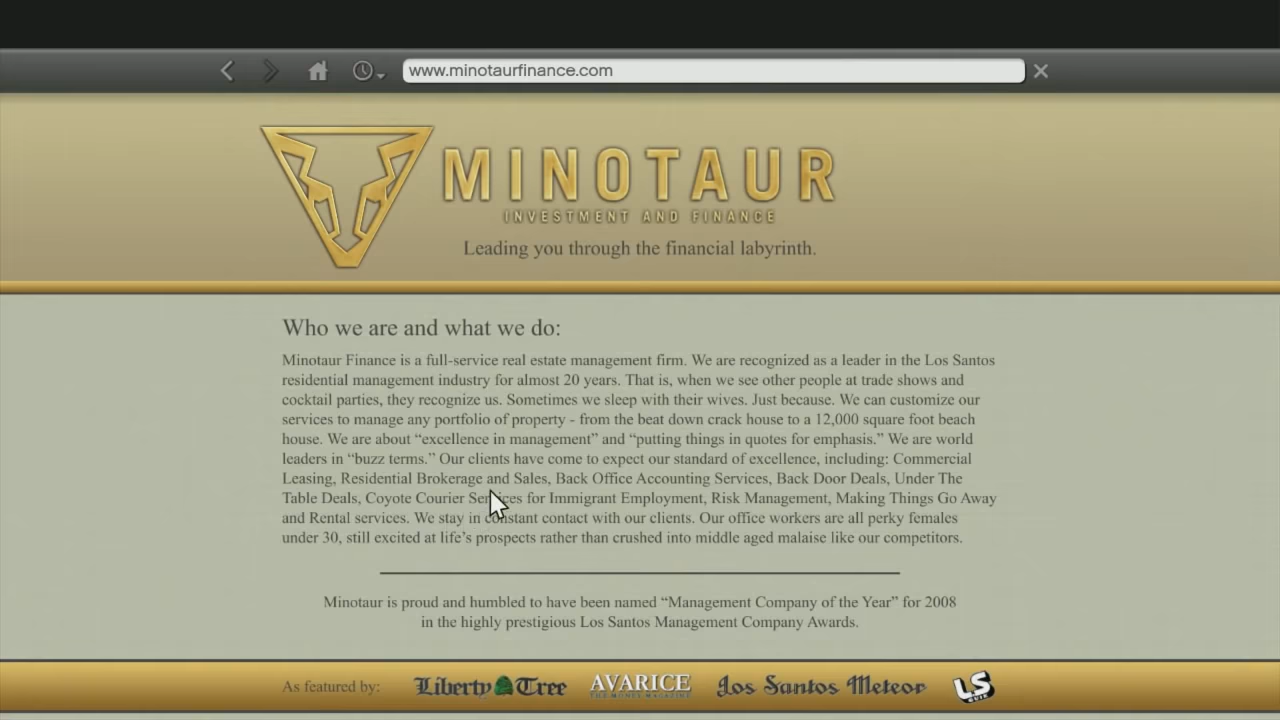 www.minotaurfinance.com
MINOTAUR
INVESTMENT AND FINANCE
Leading you through the financial labyrinth.
Who we are and what we do:
Minotaur Finance is a full-service real estate management firm. We are recognized as a leader in the Los Santos
residential management industry for almost 20 years. That is, when we see other people at trade shows and
cocktail parties, they recognize us. Sometimes we sleep with their wives. Just because. We can customize our
services to manage any portfolio of property - from the beat down crack house to a 12,000 square foot beach
house. We are about “excellence in management” and “putting things in quotes for emphasis.” We are world
leaders in “buzz terms.” Our clients have come to expect our standard of excellence, including: Commercial
Leasing, Residential Brokerage and Sales, Back Office Accounting Services, Back Door Deals, Under The
Table Deals, Coyote Courier Services for Immigrant Employment, Risk Management, Making Things Go Away
and Rental services. We stay in constant contact with our clients. Our office workers are all perky females
under 30, still excited at life’s prospects rather than crushed into middle aged malaise like our competitors.
Minotaur is proud and humbled to have been named “Management Company of the Year” for 2008
in the highly prestigious Los Santos Management Company Awards.
As featured by: Liberty Tree AVARICE Los Santos Meteor LS
THE MONEY MAGAZINE